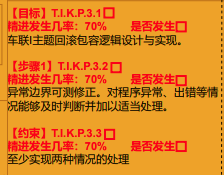 【目标】T.I.K.P.3.1□
精进发生几率：70% 是否发生□
车联I主题回滚包容逻辑设计与实现。
【步骤1】T.I.K.P.3.2□
精进发生几率：70% 是否发生□
异常边界可测修正。对程序异常、出错等情
况能够及时判断并加以适当处理。
【约束】T.I.K.P.3.3□
精进发生几率：70% 是否发生□
至少实现两种情况的处理